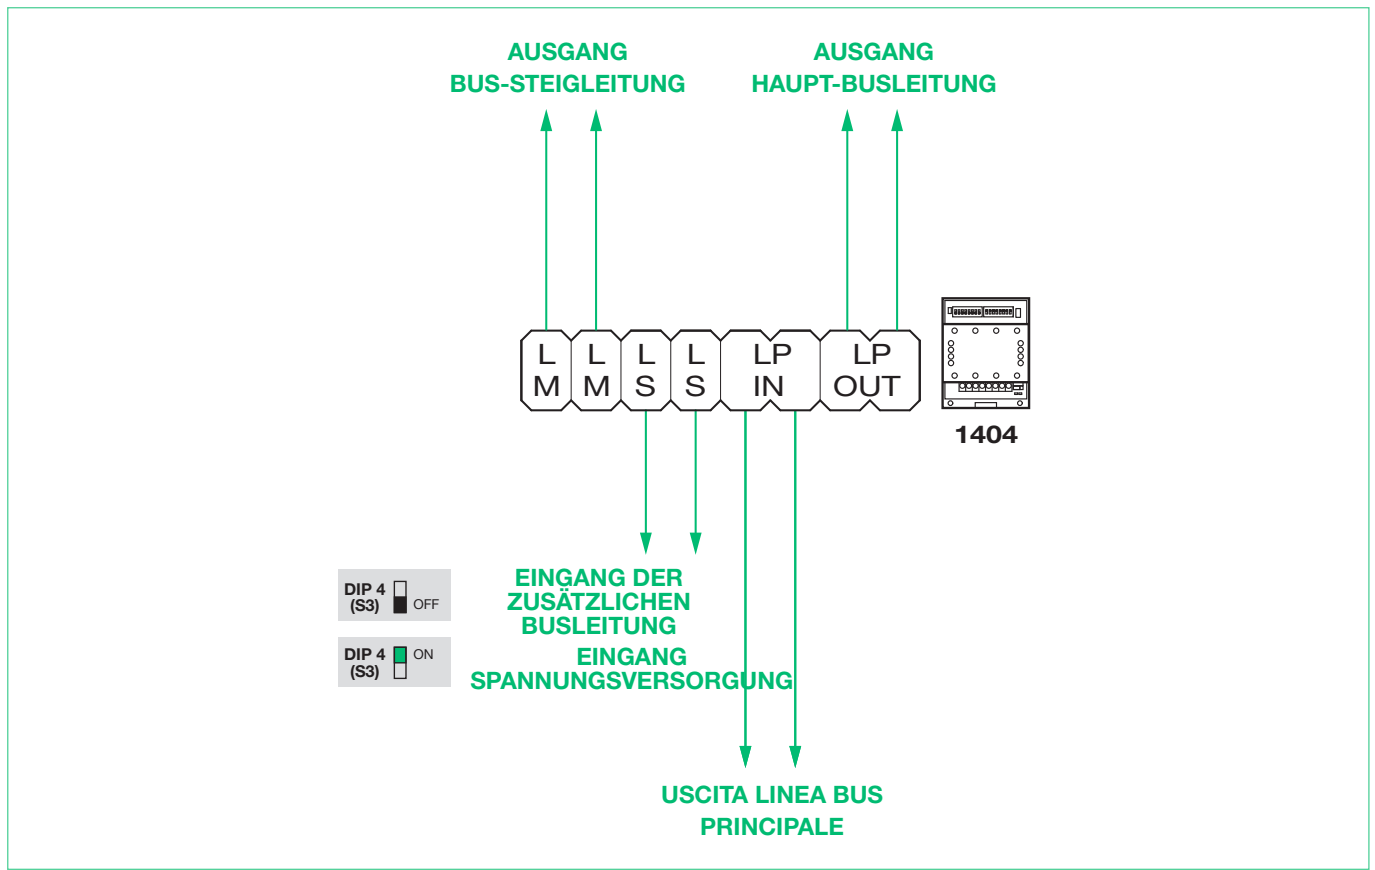 AUSGANG
BUS-STEIGLEITUNG
AUSGANG
HAUPT-BUSLEITUNG
L L L L LP LP
M M S S IN OUT
1404
DIP 4
(S3) OFF
EINGANG DER
ZUSÄTZLICHEN
BUSLEITUNG
DIP 4 ON
(S3)
EINGANG
SPANNUNGSVERSORGUNG
USCITA LINEA BUS
PRINCIPALE